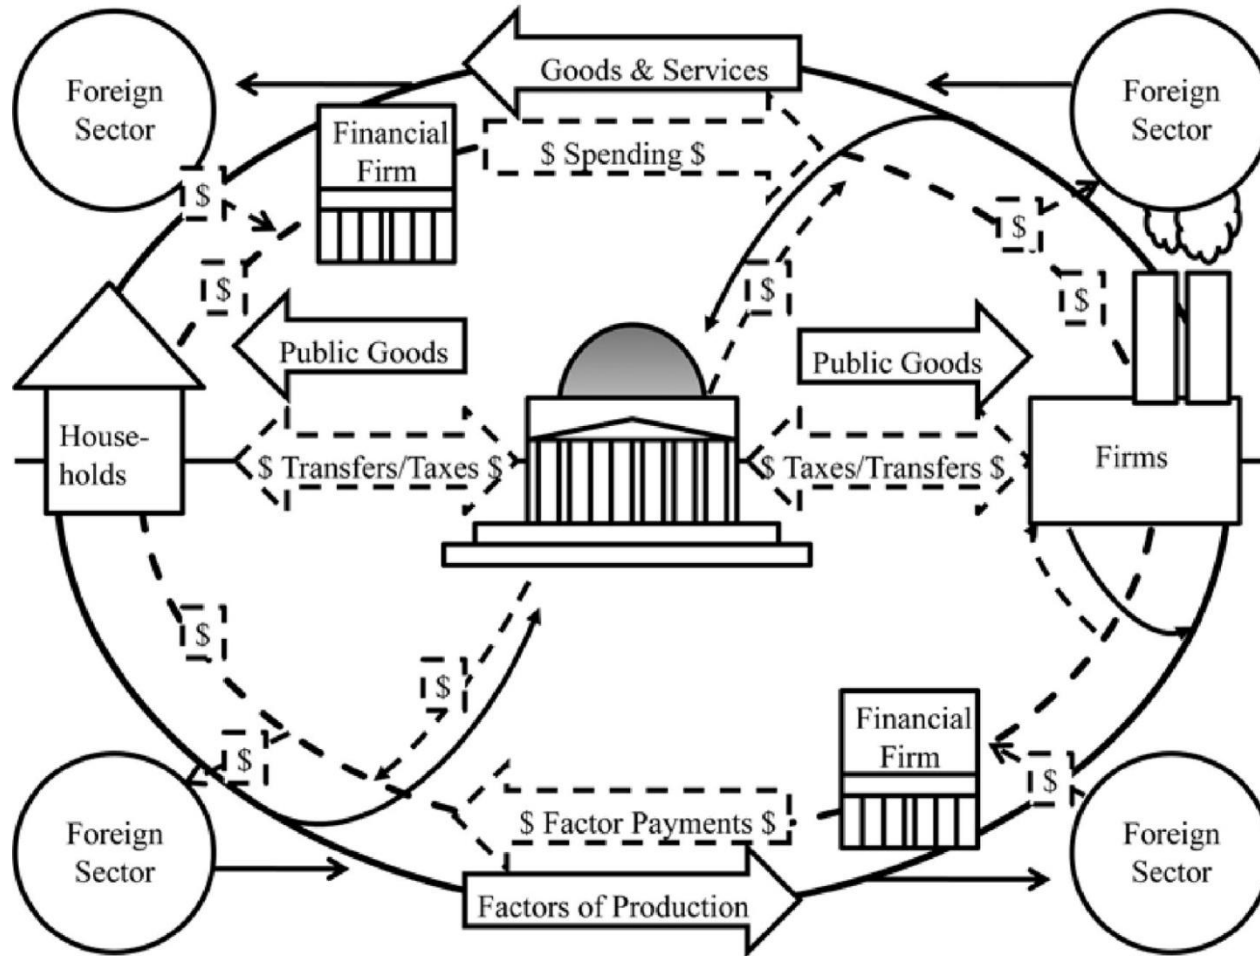 Goods & Services
Foreign
Sector
Foreign
Sector
Financial
Firm
$ Spending $
$
$
$
$
$
Public Goods
Public Goods
House-
holds
$ Transfers/Taxes $
$ Taxes/Transfers $
Firms
$
$
$
$
Financial
Firm
$ Factor Payments $
Foreign
Sector
Foreign
Sector
Factors of Production